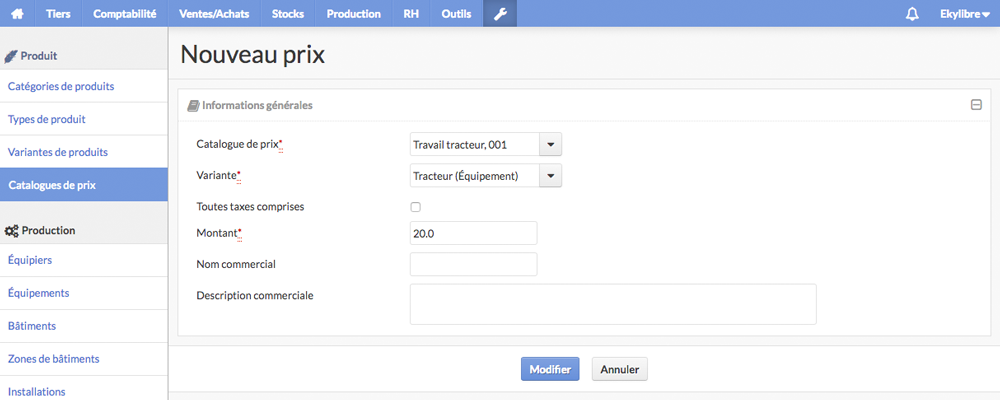 Tiers Comptabilité Ventes/Achats Stocks Production RH Outils Ekylibre
Produit
Catégories de produits
Types de produit
Variantes de produits
Catalogues de prix
Production
Équipiers
Équipements
Bâtiments
Zones de bâtiments
Installations
Nouveau prix
Informations générales
Catalogue de prix* Travail tracteur, 001
Variante* Tracteur (Équipement)
Toutes taxes comprises
Montant* 20.0
Nom commercial
Description commerciale
Modifier Annuler